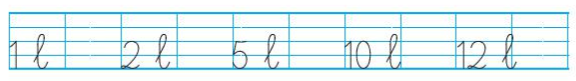 1 ℓ 2 ℓ 5 ℓ 10 ℓ 12 ℓ